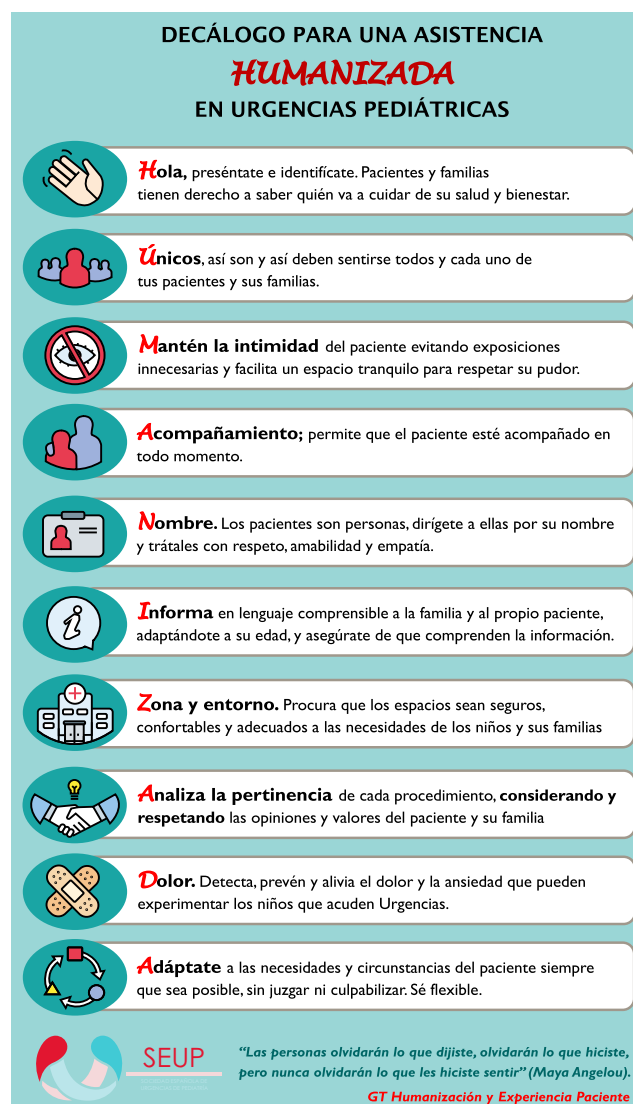 DECÁLOGO PARA UNA ASISTENCIA
HUMANIZADA
EN URGENCIAS PEDIÁTRICAS
Hola, preséntate e identifícate. Pacientes y familias
tienen derecho a saber quién va a cuidar de su salud y bienestar.
Únicos, así son y así deben sentirse todos y cada uno de
tus pacientes y sus familias.
Mantén la intimidad del paciente evitando exposiciones
innecesarias y facilita un espacio tranquilo para respetar su pudor.
Acompañamiento; permite que el paciente esté acompañado en
todo momento.
Nombre. Los pacientes son personas, dirígete a ellas por su nombre
y trátales con respeto, amabilidad y empatía.
Informa en lenguaje comprensible a la familia y al propio paciente,
adaptándote a su edad, y asegúrate de que comprenden la información.
Zona y entorno. Procura que los espacios sean seguros,
confortables y adecuados a las necesidades de los niños y sus familias
Analiza la pertinencia de cada procedimiento, considerando y
respetando las opiniones y valores del paciente y su familia
Dolor. Detecta, prevén y alivia el dolor y la ansiedad que pueden
experimentar los niños que acuden Urgencias.
Adáptate a las necesidades y circunstancias del paciente siempre
que sea posible, sin juzgar ni culpabilizar. Sé flexible.
SEUP
“Las personas olvidarán lo que dijiste, olvidarán lo que hiciste,
pero nunca olvidarán lo que les hiciste sentir” (Maya Angelou).
GT Humanización y Experiencia Paciente